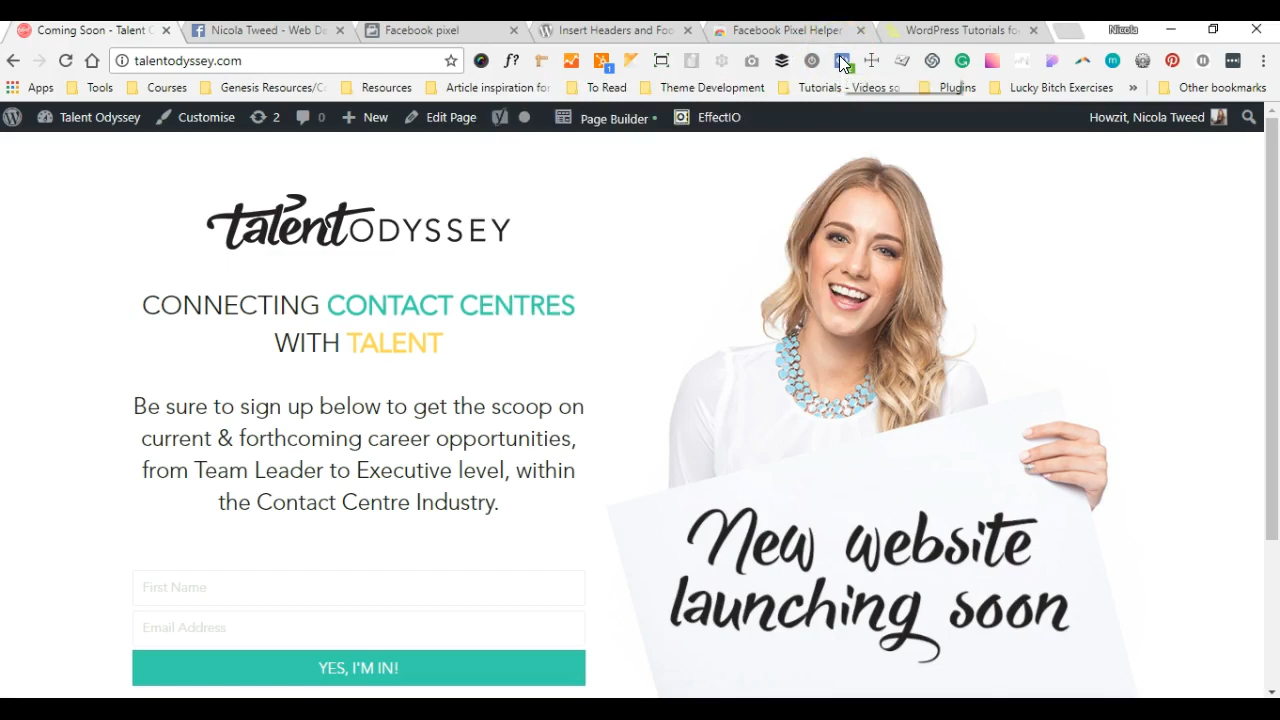 Coming Soon - Talent C
Nicola Tweed - Web De
Facebook pixel
Insert Headers and Foo
Facebook Pixel Helper
WordPress Tutorials fo
Nicola
talentodyssey.com
f?
1
Apps
Tools
Courses
Genesis Resources/C
Resources
Article inspiration for
To Read
Theme Development
Tutorials - Videos so
Plugins
Lucky Bitch Exercises
»
Other bookmarks
Talent Odyssey
Customise
2
0
New
Edit Page
Page Builder
EffectIO
Howzit, Nicola Tweed
talentODYSSEY
CONNECTING CONTACT CENTRES
WITH TALENT
Be sure to sign up below to get the scoop on
current & forthcoming career opportunities,
from Team Leader to Executive level, within
the Contact Centre Industry.
First Name
Email Address
YES, I'M IN!
New website
launching soon